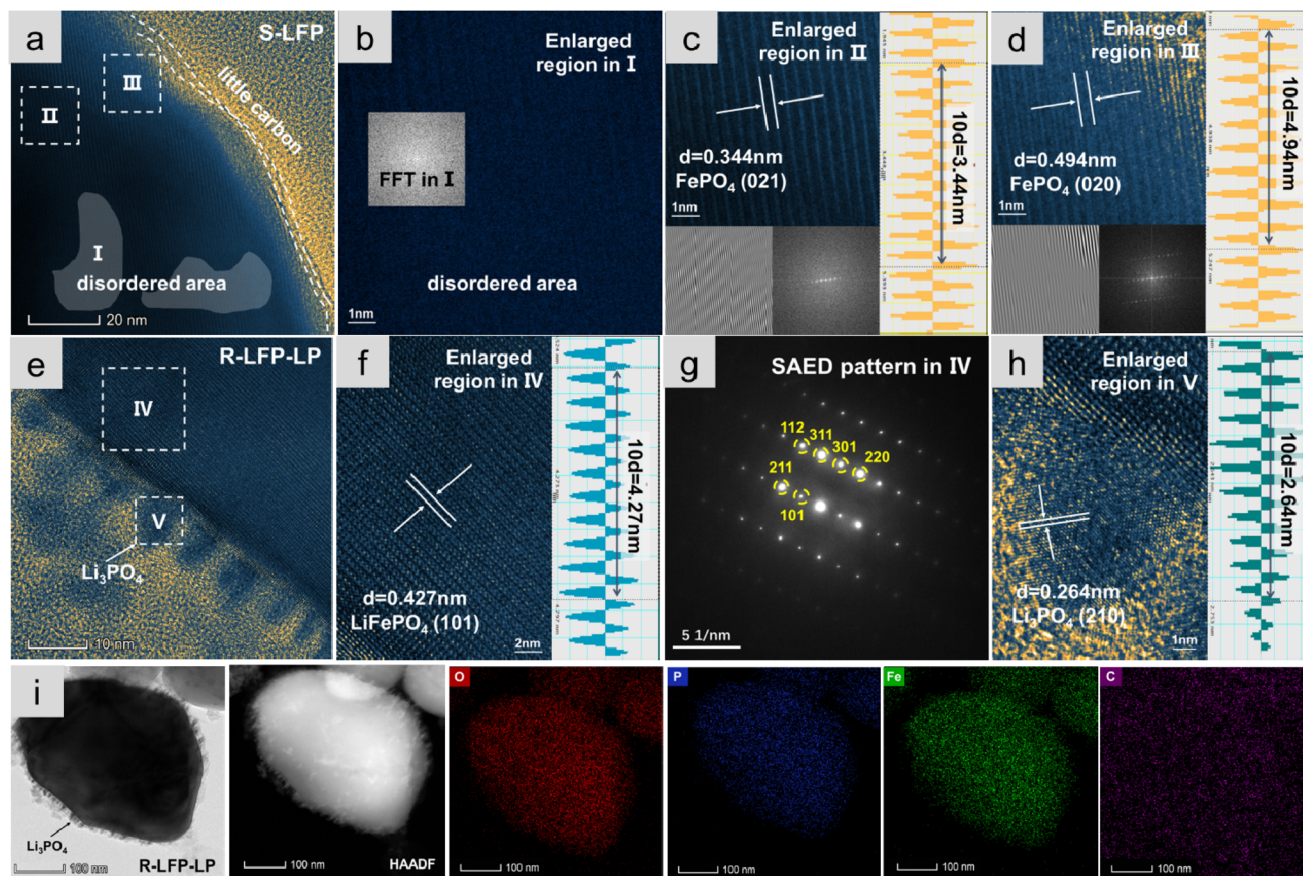 a
S-LFP
little carbon
III
II
I
disordered area
20 nm
b
Enlarged
region in I
FFT in I
disordered area
1nm
c
Enlarged
region in II
d=0.344nm
FePO4 (021)
1nm
10d=3.44nm
d
Enlarged
region in III
d=0.494nm
FePO4 (020)
1nm
10d=4.94nm
e
R-LFP-LP
IV
V
Li3PO4
10 nm
f
Enlarged
region in IV
d=0.427nm
LiFePO4 (101)
2nm
10d=4.27nm
g
SAED pattern in IV
112
311
301
220
211
101
5 1/nm
h
Enlarged
region in V
d=0.264nm
Li3PO4 (210)
1nm
10d=2.64nm
i
Li3PO4
100 nm
R-LFP-LP
100 nm
HAADF
O
100 nm
P
100 nm
Fe
100 nm
C
100 nm